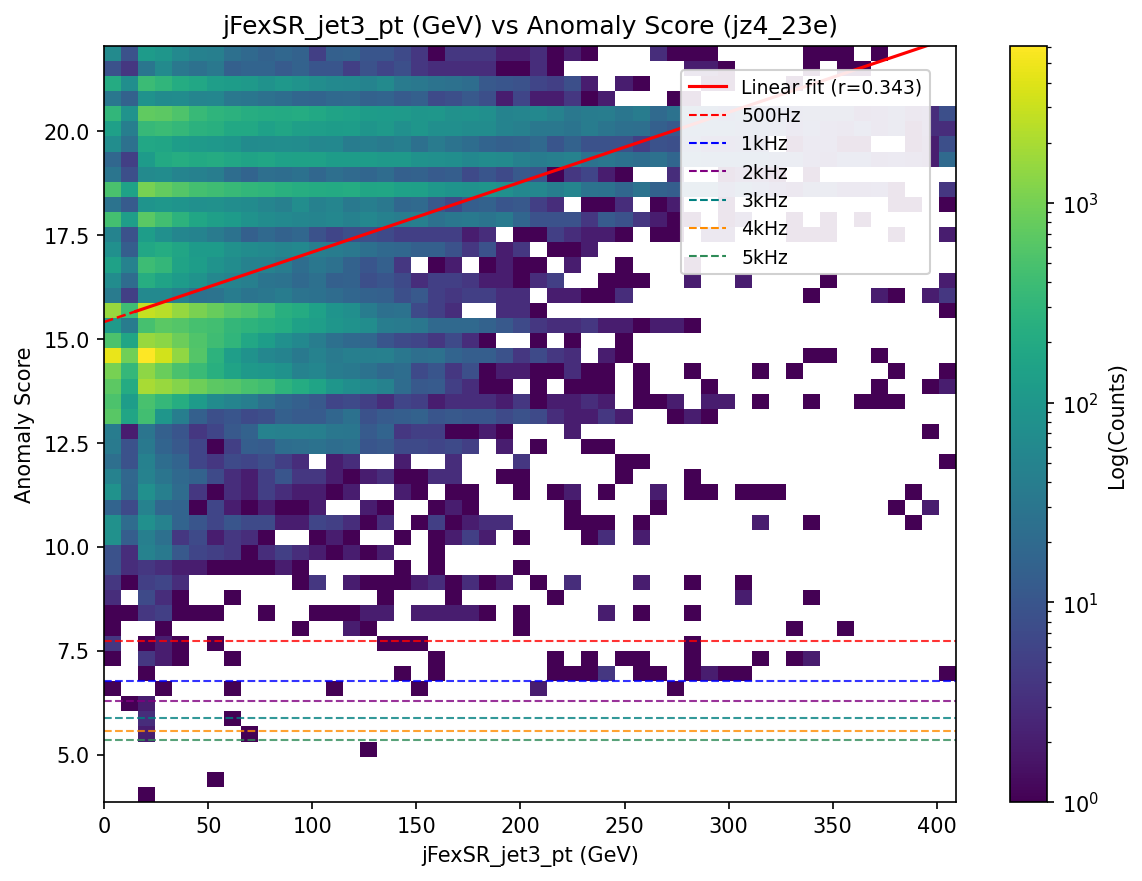 jFexSR_jet3_pt (GeV) vs Anomaly Score (jz4_23e)
Linear fit (r=0.343)
500Hz
1kHz
2kHz
3kHz
4kHz
5kHz
20.0
17.5
15.0
12.5
10.0
7.5
5.0
Anomaly Score
0
50
100
150
200
250
300
350
400
jFexSR_jet3_pt (GeV)
10³
10²
10¹
10⁰
Log(Counts)